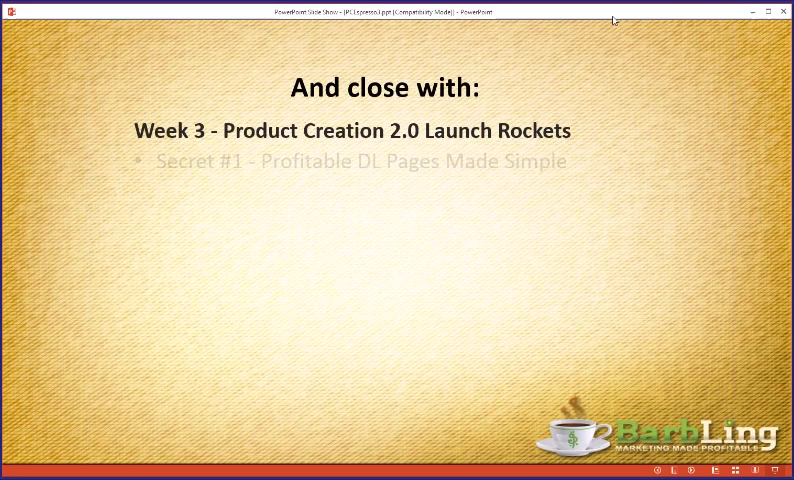 PowerPoint Slide Show - [PCEspresso3.ppt [Compatibility Mode]] - PowerPoint
And close with:
Week 3 - Product Creation 2.0 Launch Rockets
• Secret #1 - Profitable DL Pages Made Simple
BarbLing
MARKETING MADE PROFITABLE